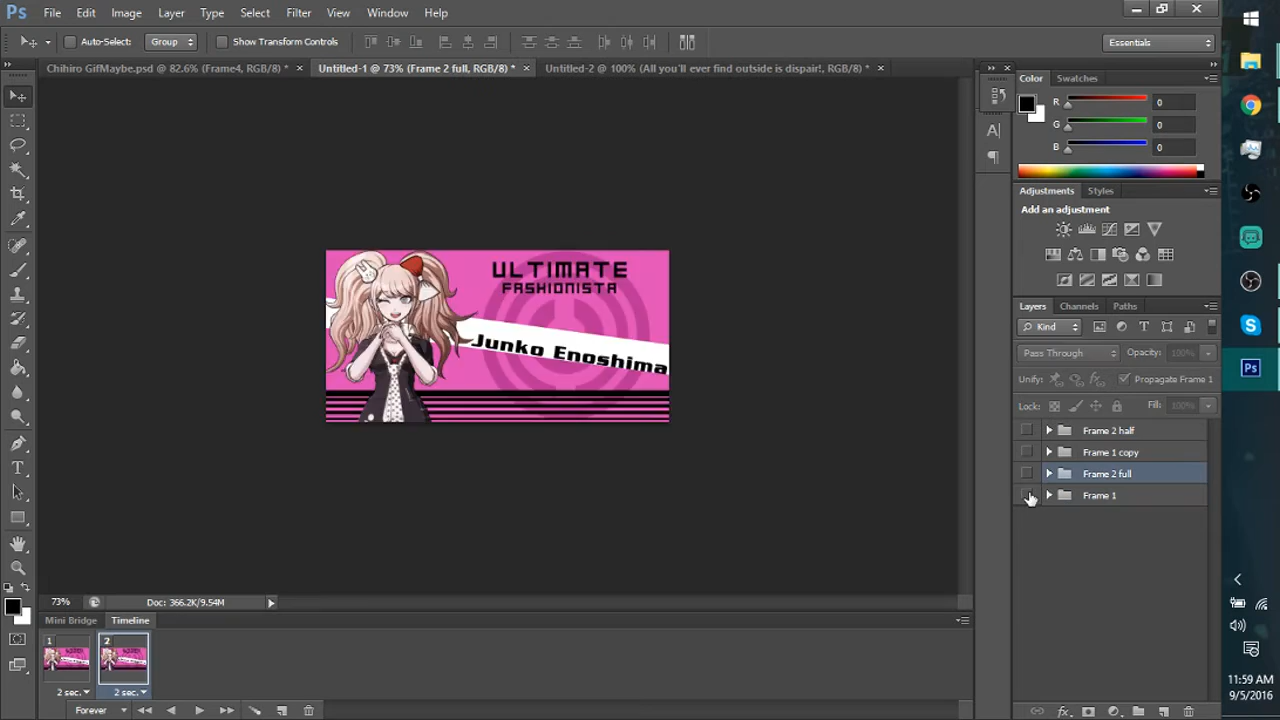 Ps File Edit Image Layer Type Select Filter 3D View Window Help
Auto-Select: Group Show Transform Controls Essentials
Chihiro GifMaybe.psd @ 82.6% (Frame4, RGB/8) * × Untitled-1 @ 73% (Frame 2 full, RGB/8) * × Untitled-2 @ 100% (All you'll ever find outside is dispair!, RGB/8) * ×
Color Swatches
R 0
G 0
B 0
Adjustments Styles
Add an adjustment
ULTIMATE
FASHIONISTA
Junko Enoshima
Layers Channels Paths
Kind
Pass Through Opacity: 100%
Unify: Propagate Frame 1
Lock: Fill: 100%
Frame 2 half
Frame 1 copy
Frame 2 full
Frame 1
73% Doc: 366.2K/9.54M
Mini Bridge Timeline
1 2
2 sec. 2 sec.
Forever
Ps
11:59 AM
9/5/2016